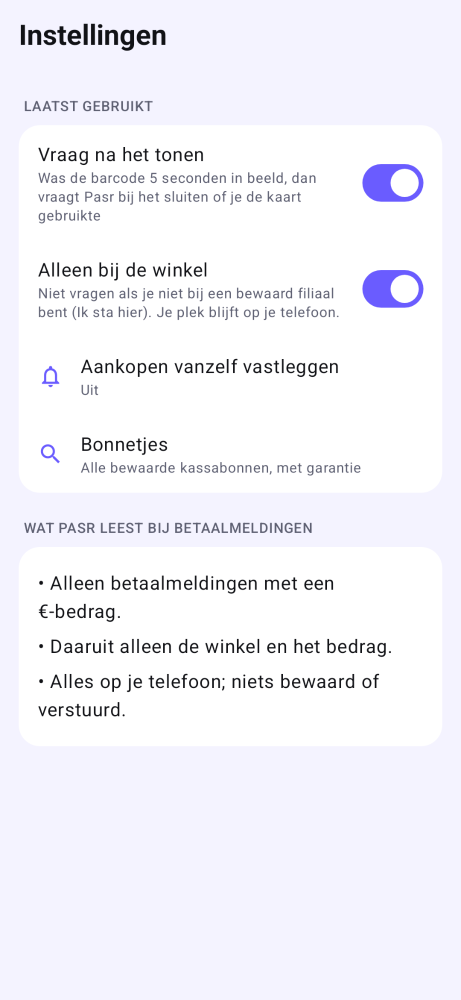 Instellingen
LAATST GEBRUIKT
Vraag na het tonen
Was de barcode 5 seconden in beeld, dan
vraagt Pasr bij het sluiten of je de kaart
gebruikte
Alleen bij de winkel
Niet vragen als je niet bij een bewaard filiaal
bent (Ik sta hier). Je plek blijft op je telefoon.
Aankopen vanzelf vastleggen
Uit
Bonnetjes
Alle bewaarde kassabonnen, met garantie
WAT PASR LEEST BIJ BETAALMELDINGEN
• Alleen betaalmeldingen met een
€-bedrag.
• Daaruit alleen de winkel en het bedrag.
• Alles op je telefoon; niets bewaard of
verstuurd.